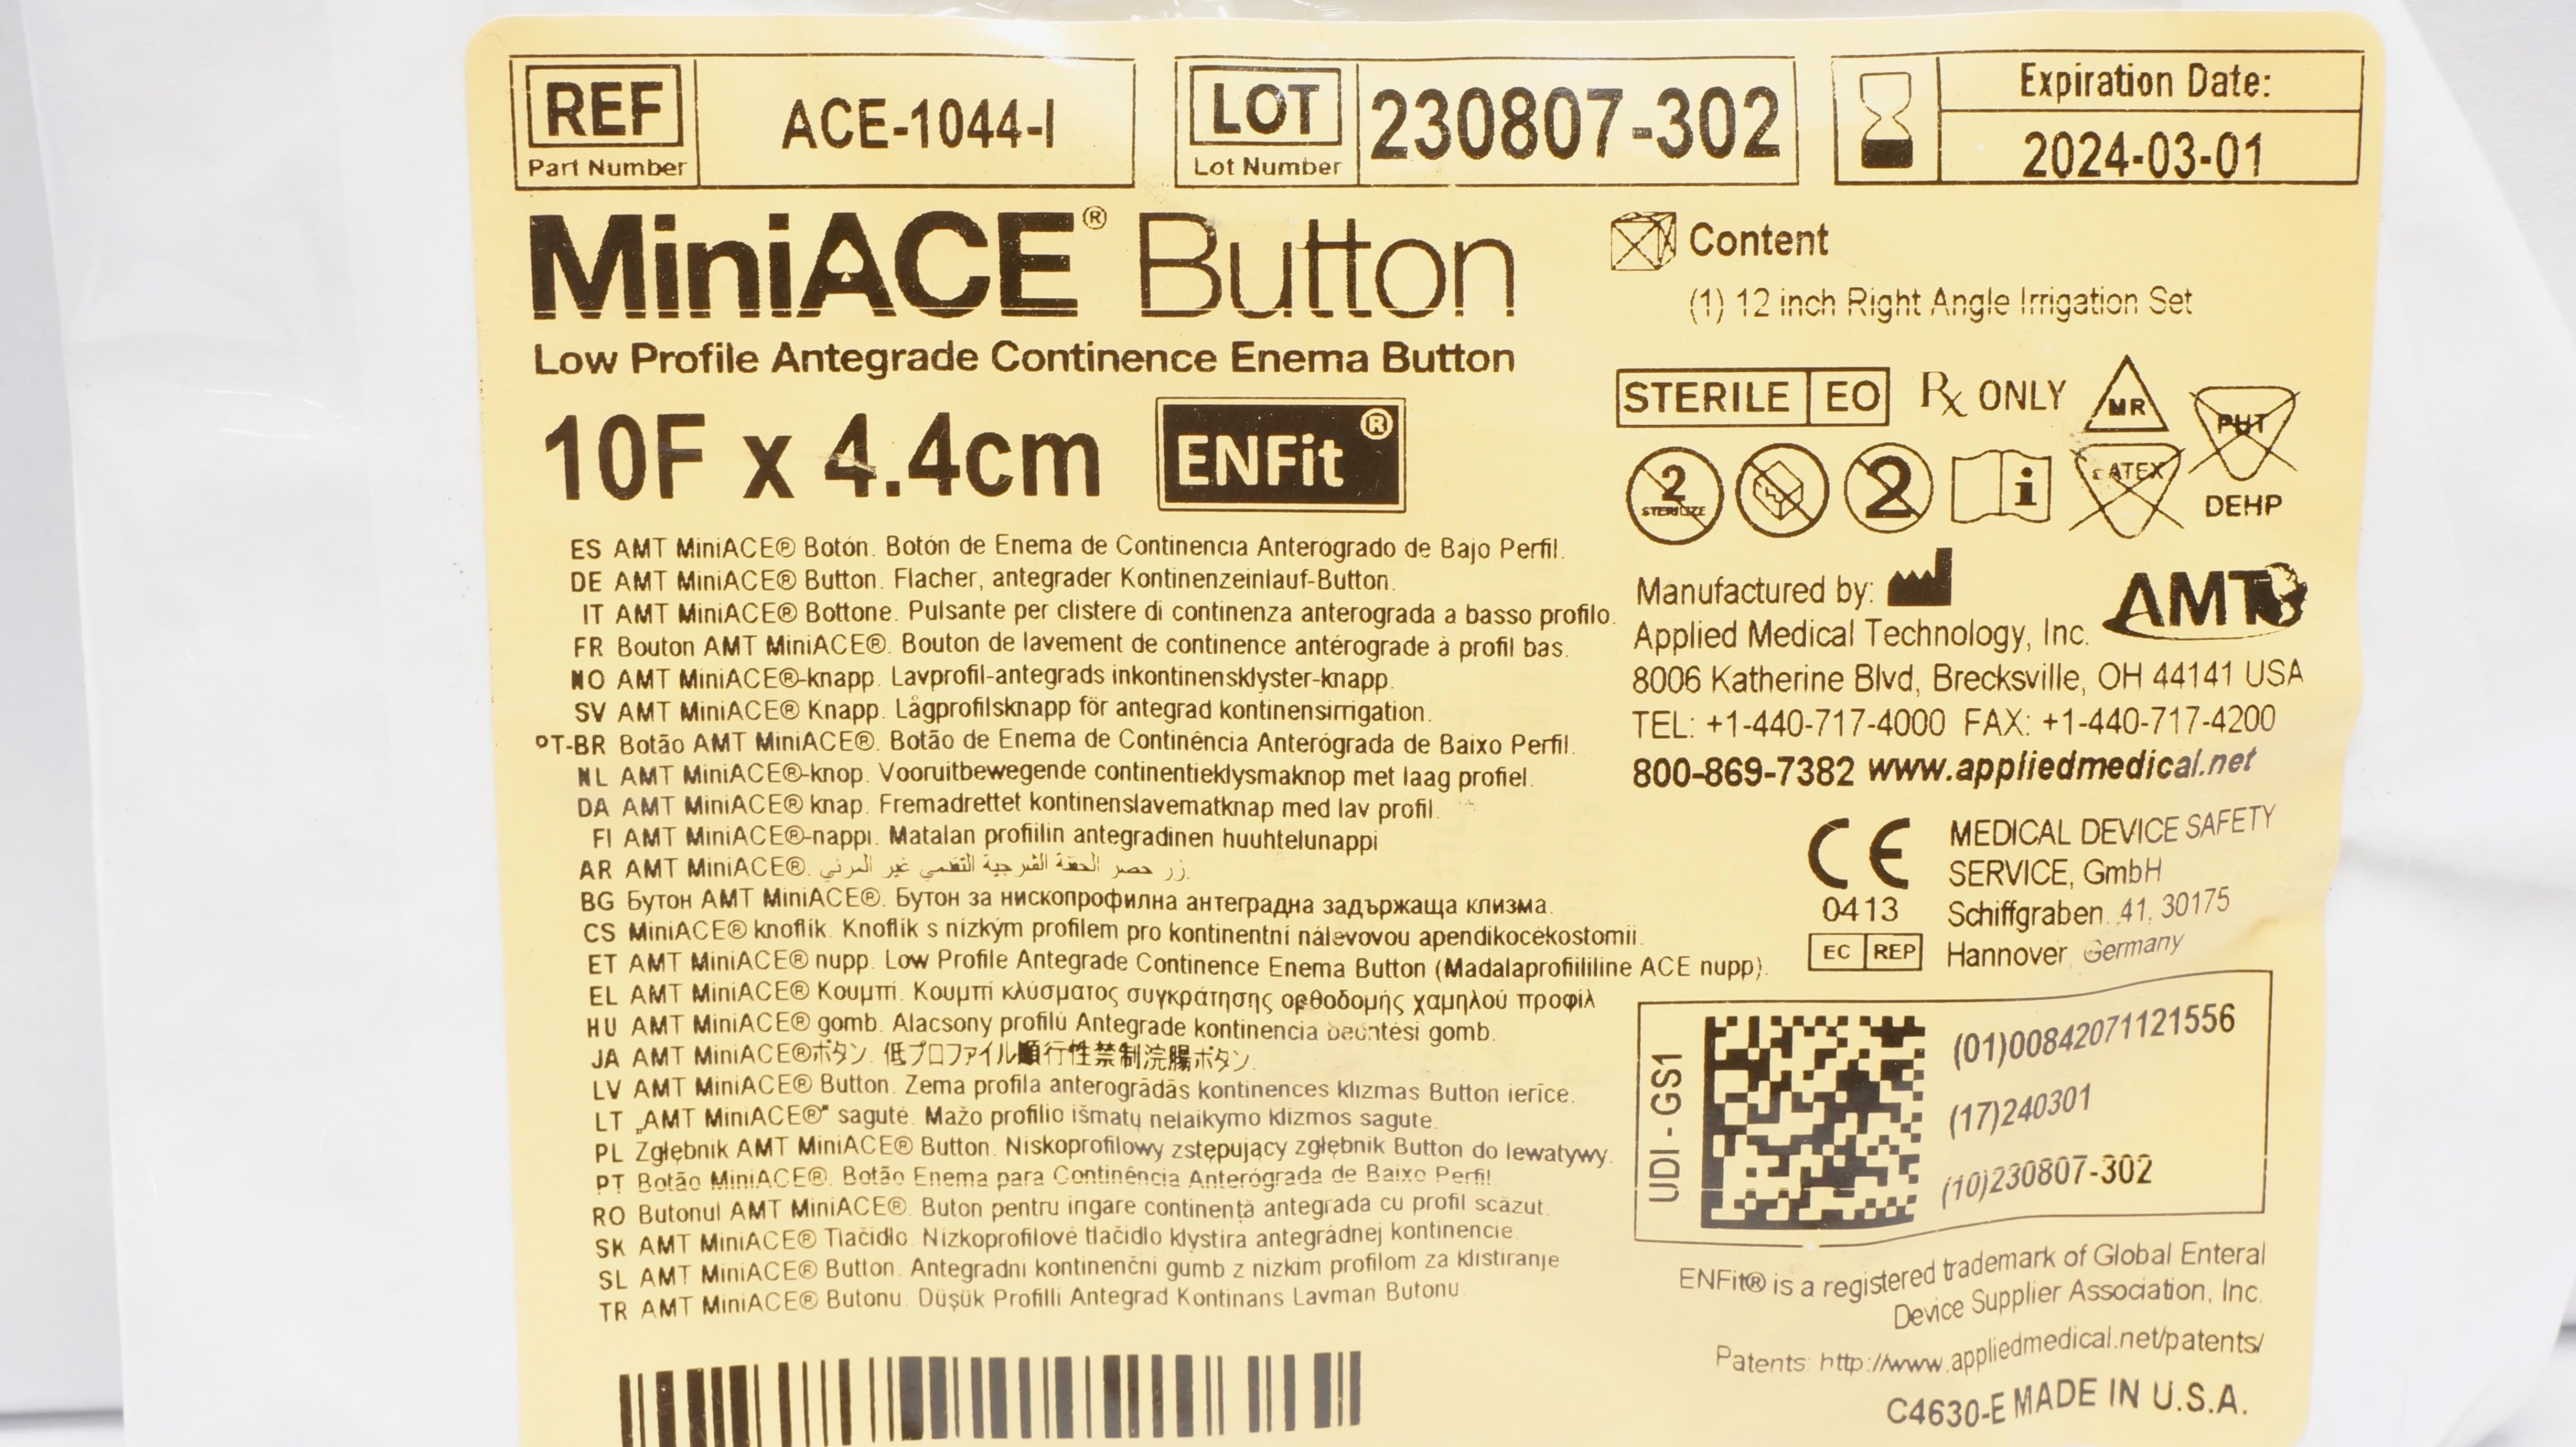 REF
Part Number
ACE-1044-I
LOT
Lot Number
230807-302
Expiration Date:
2024-03-01
MiniACE® Button
Low Profile Antegrade Continence Enema Button
10F x 4.4cm
ENFit®
Content
(1) 12 inch Right Angle Irrigation Set
STERILE EO
Rx ONLY
MR
PHT
2 STERILIZE
2
i
LATEX
DEHP
ES AMT MiniACE® Botón. Botón de Enema de Continencia Anterógrado de Bajo Perfil.
DE AMT MiniACE® Button. Flacher, antegrader Kontinenzeinlauf-Button.
IT AMT MiniACE® Bottone. Pulsante per clistere di continenza anterograda a basso profilo.
FR Bouton AMT MiniACE®. Bouton de lavement de continence antérograde à profil bas.
NO AMT MiniACE®-knapp. Lavprofil-antegrads inkontinensklyster-knapp.
SV AMT MiniACE® Knapp. Lågprofilsknapp för antegrad kontinensirrigation.
PT-BR Botão AMT MiniACE®. Botão de Enema de Continência Anterógrada de Baixo Perfil.
NL AMT MiniACE®-knop. Vooruitbewegende continentieklysmaknop met laag profiel.
DA AMT MiniACE® knap. Fremadrettet kontinenslavematknap med lav profil.
FI AMT MiniACE®-nappi. Matalan profiilin antegradinen huuhtelunappi
AR AMT MiniACE®. زر حصر الحقنة الشرجية التقدمي غير المرئي.
BG Бутон AMT MiniACE®. Бутон за нископрофилна антеградна задържаща клизма.
CS MiniACE® knoflík. Knoflík s nízkým profilem pro kontinentní nálevovou apendikocékostomii.
ET AMT MiniACE® nupp. Low Profile Antegrade Continence Enema Button (Madalaprofiililine ACE nupp).
EL AMT MiniACE® Κουμπί. Κουμπί κλύσματος συγκράτησης ορθοδομής χαμηλού προφίλ
HU AMT MiniACE® gomb. Alacsony profilú Antegrade kontinencia beöntési gomb.
JA AMT MiniACE®ボタン. 低プロファイル順行性禁制浣腸ボタン.
LV AMT MiniACE® Button. Zema profila anterogrādās kontinences klizmas Button ierīce.
LT „AMT MiniACE®“ sagutė. Mažo profilio išmatų nelaikymo klizmos sagutė.
PL Zgłębnik AMT MiniACE® Button. Niskoprofilowy zstępujący zgłębnik Button do lewatywy.
PT Botão MiniACE®. Botão Enema para Continência Anterógrada de Baixo Perfil.
RO Butonul AMT MiniACE®. Buton pentru irigare continență antegrada cu profil scăzut.
SK AMT MiniACE® Tlačidlo. Nízkoprofilové tlačidlo klystíra antegrádnej kontinencie.
SL AMT MiniACE® Button. Antegradni kontinenčni gumb z nizkim profilom za klistiranje
TR AMT MiniACE® Butonu. Düşük Profilli Antegrad Kontinans Lavman Butonu.
Manufactured by:
AMT
Applied Medical Technology, Inc.
8006 Katherine Blvd, Brecksville, OH 44141 USA
TEL: +1-440-717-4000 FAX: +1-440-717-4200
800-869-7382 www.appliedmedical.net
CE
0413
EC REP
MEDICAL DEVICE SAFETY
SERVICE, GmbH
Schiffgraben 41, 30175
Hannover, Germany
UDI - GS1
(01)00842071121556
(17)240301
(10)230807-302
ENFit® is a registered trademark of Global Enteral
Device Supplier Association, Inc.
Patents: http://www.appliedmedical.net/patents/
C4630-E MADE IN U.S.A.